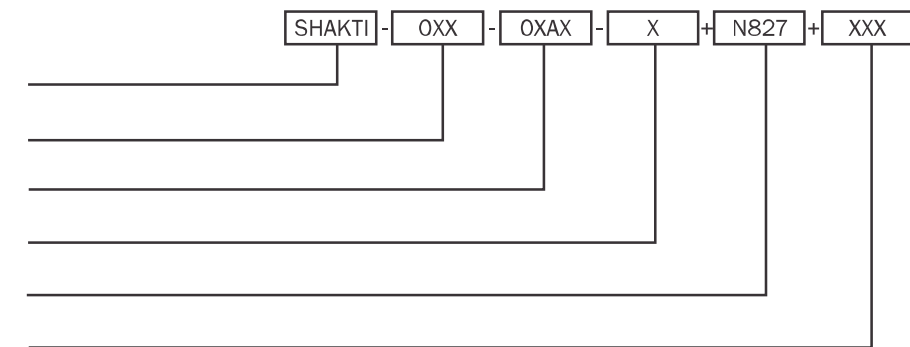 SHAKTI - 0XX - 0XAX - X + N827 + XXX